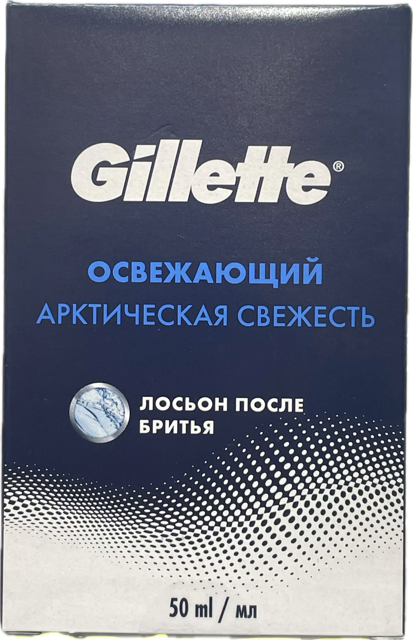 Gillette®
ОСВЕЖАЮЩИЙ
АРКТИЧЕСКАЯ СВЕЖЕСТЬ
ЛОСЬОН ПОСЛЕ
БРИТЬЯ
50 ml / мл